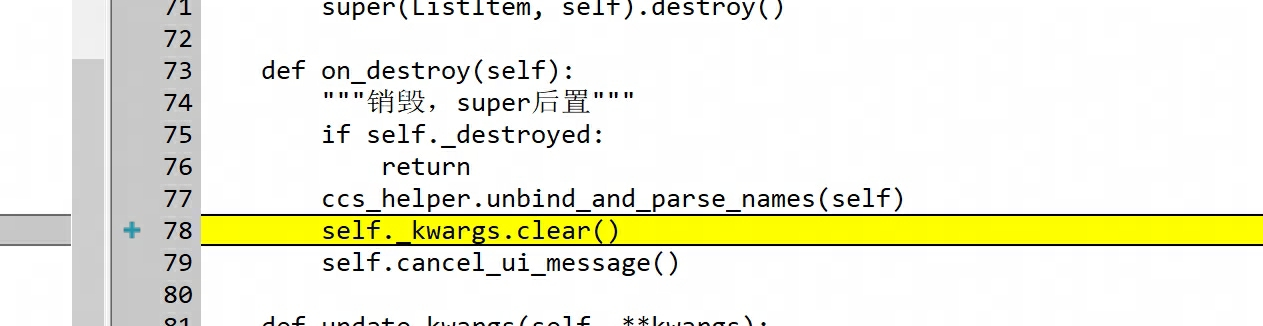 71 super(ListItem, self).destroy()
72
73 def on_destroy(self):
74 """销毁，super后置"""
75 if self._destroyed:
76 return
77 ccs_helper.unbind_and_parse_names(self)
78 self._kwargs.clear()
79 self.cancel_ui_message()
80
81 def update_kwargs(self, **kwargs):